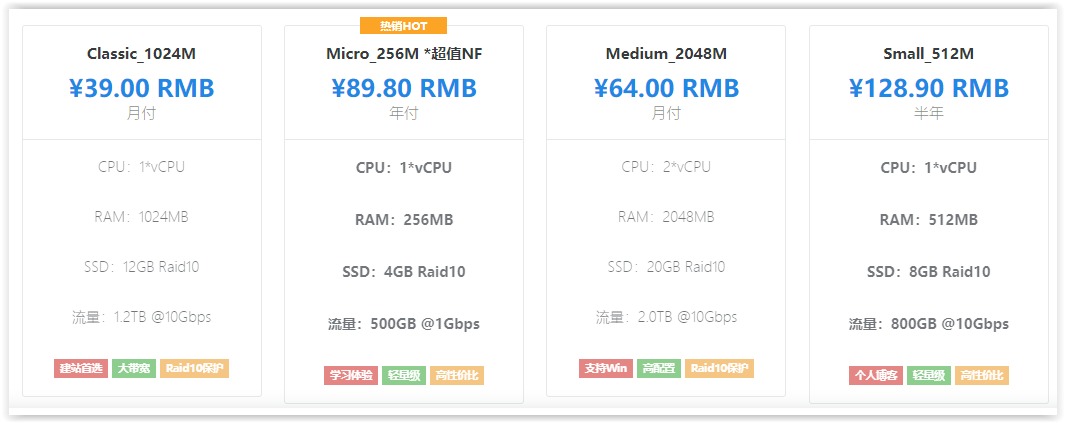 Classic_1024M
¥39.00 RMB
月付
CPU：1*vCPU
RAM：1024MB
SSD：12GB Raid10
流量：1.2TB @10Gbps
建站首选 大带宽 Raid10保护
热销HOT
Micro_256M *超值NF
¥89.80 RMB
年付
CPU：1*vCPU
RAM：256MB
SSD：4GB Raid10
流量：500GB @1Gbps
学习体验 轻量级 高性价比
Medium_2048M
¥64.00 RMB
月付
CPU：2*vCPU
RAM：2048MB
SSD：20GB Raid10
流量：2.0TB @10Gbps
支持Win 高配置 Raid10保护
Small_512M
¥128.90 RMB
半年
CPU：1*vCPU
RAM：512MB
SSD：8GB Raid10
流量：800GB @10Gbps
个人博客 轻量级 高性价比